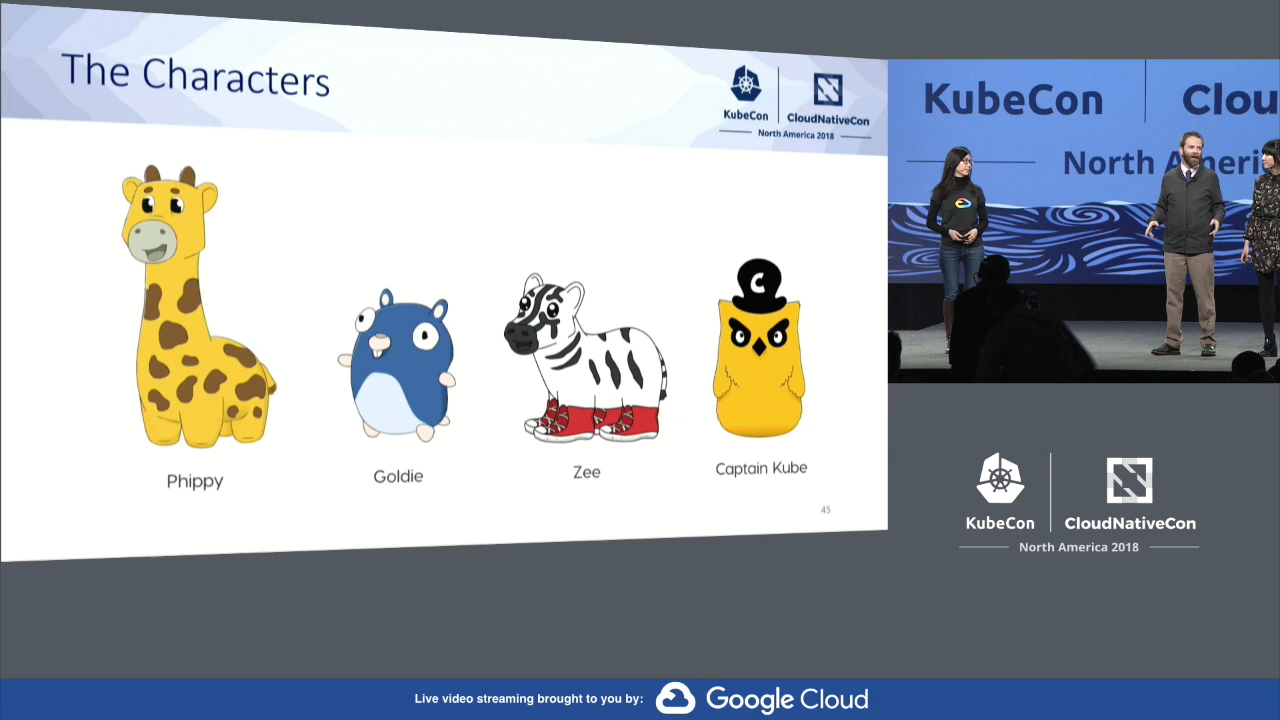 The Characters
KubeCon
CloudNativeCon
North America 2018
C
Phippy
Goldie
Zee
Captain Kube
45
KubeCon
Clou
North Ameri
KubeCon
CloudNativeCon
North America 2018
Live video streaming brought to you by:
Google Cloud